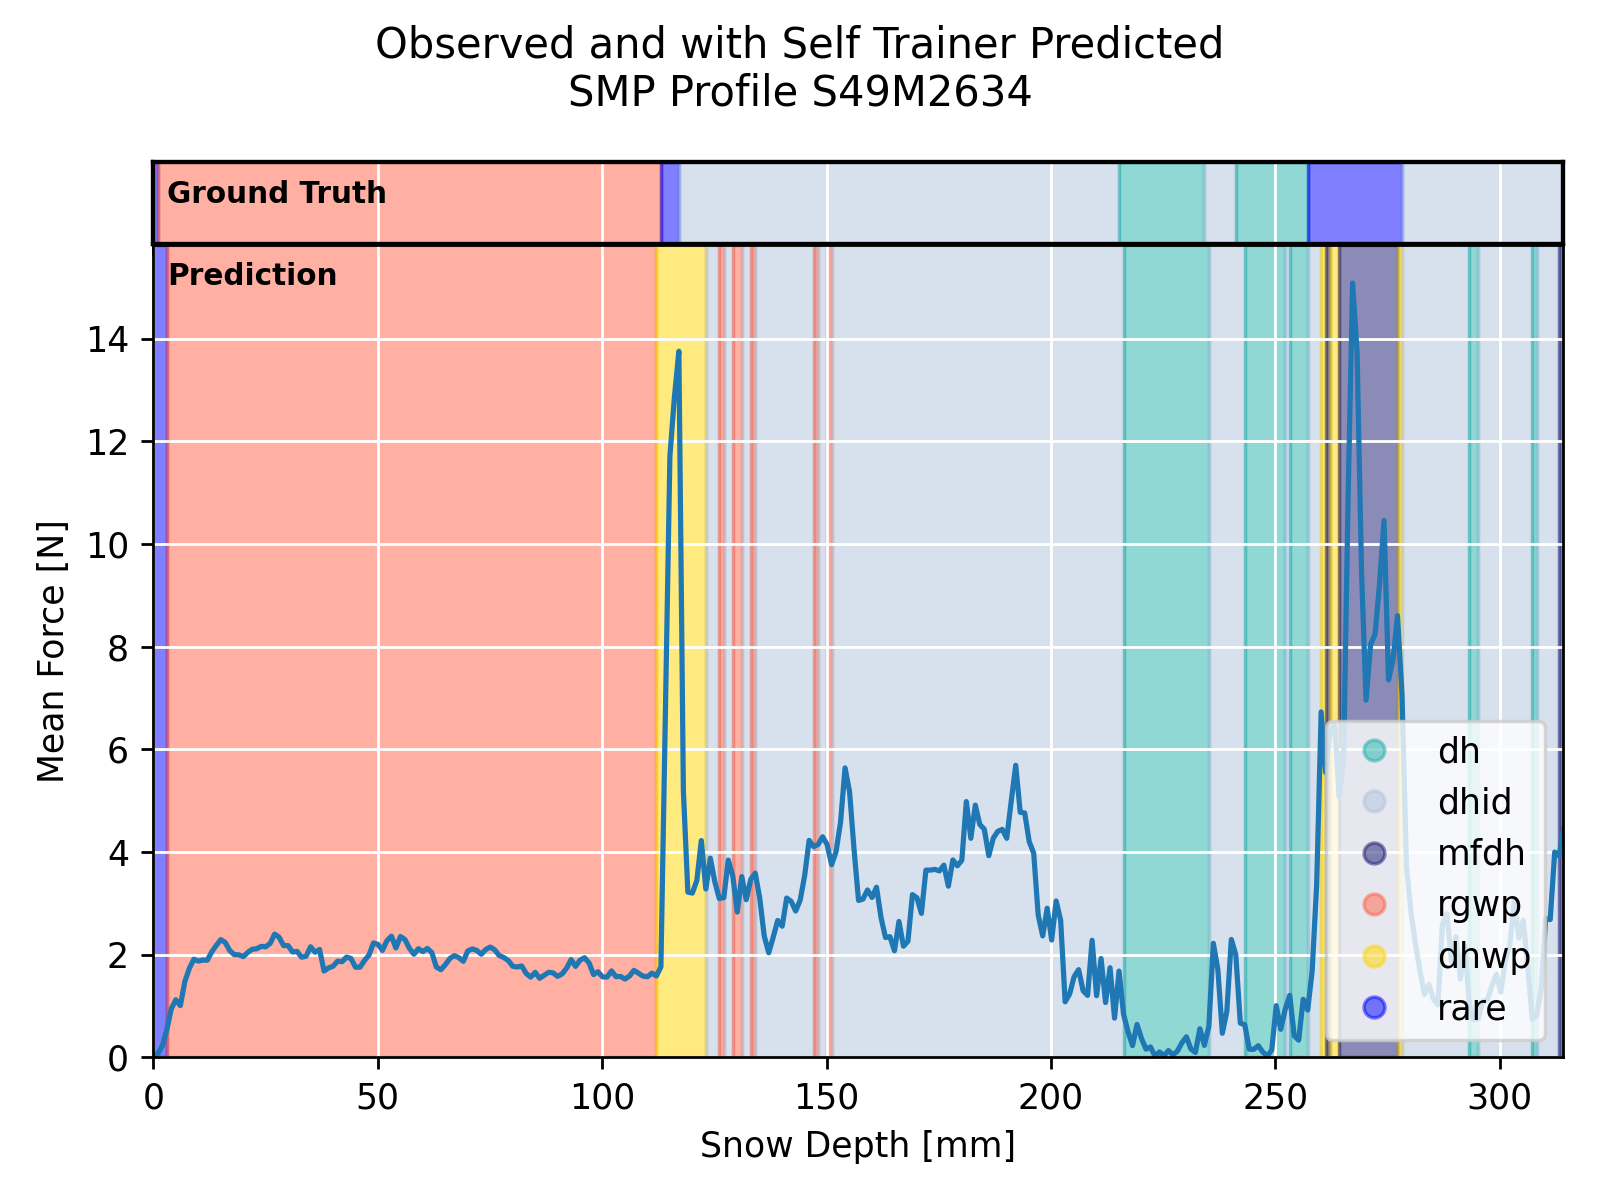 Observed and with Self Trainer Predicted
SMP Profile S49M2634
Ground Truth
Prediction
14
12
10
8
6
4
2
0
Mean Force [N]
dh
dhid
mfdh
rgwp
dhwp
rare
0 50 100 150 200 250 300
Snow Depth [mm]